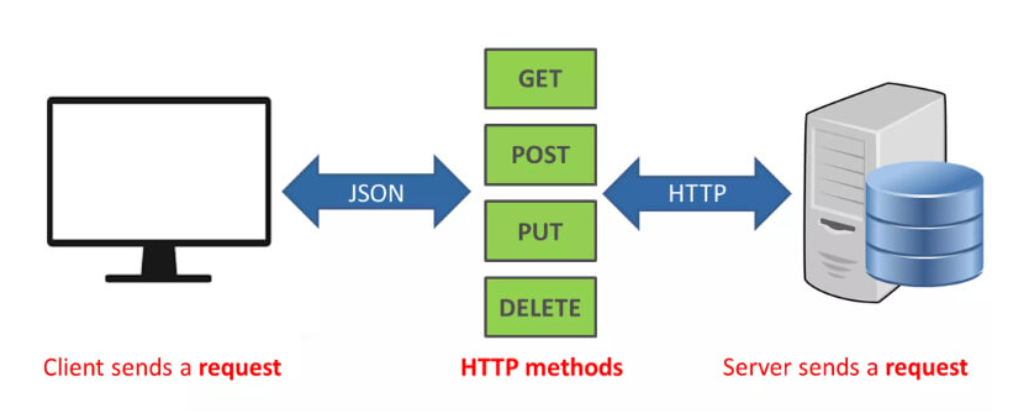 GET
POST
JSON
HTTP
PUT
DELETE
Client sends a request
HTTP methods
Server sends a request